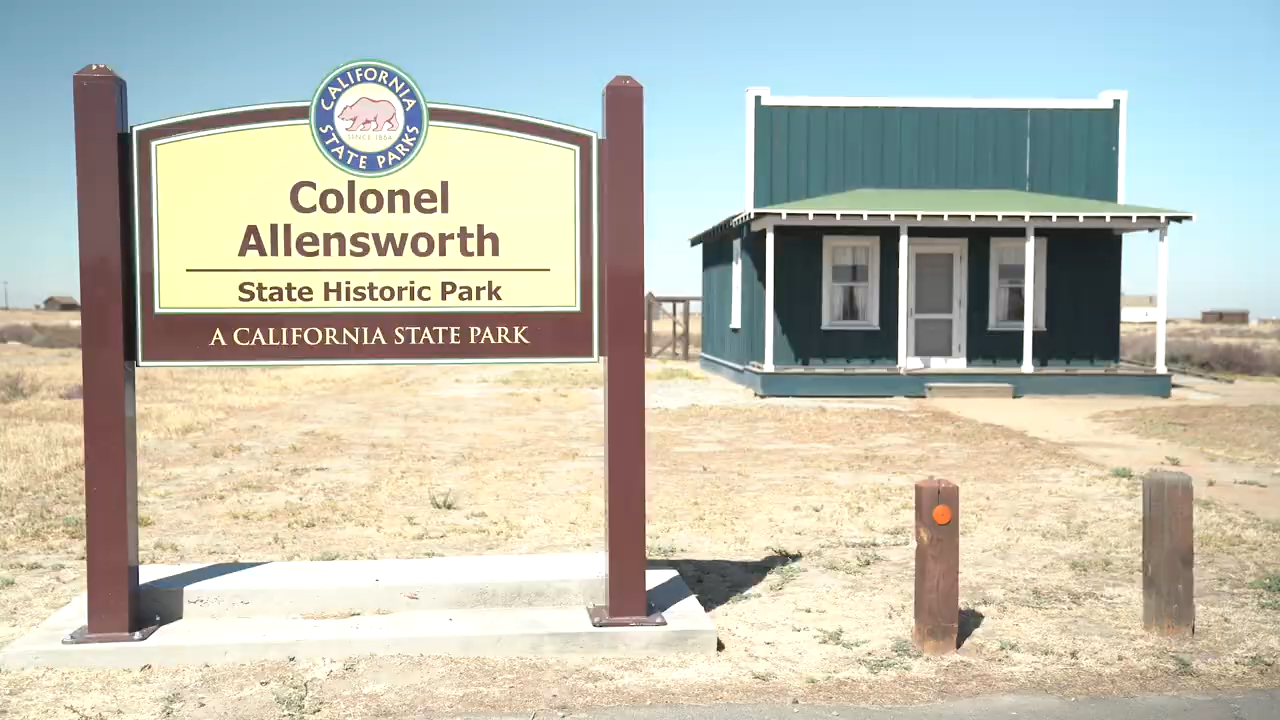 CALIFORNIA
SINCE 1864
STATE PARKS
Colonel
Allensworth
State Historic Park
A CALIFORNIA STATE PARK